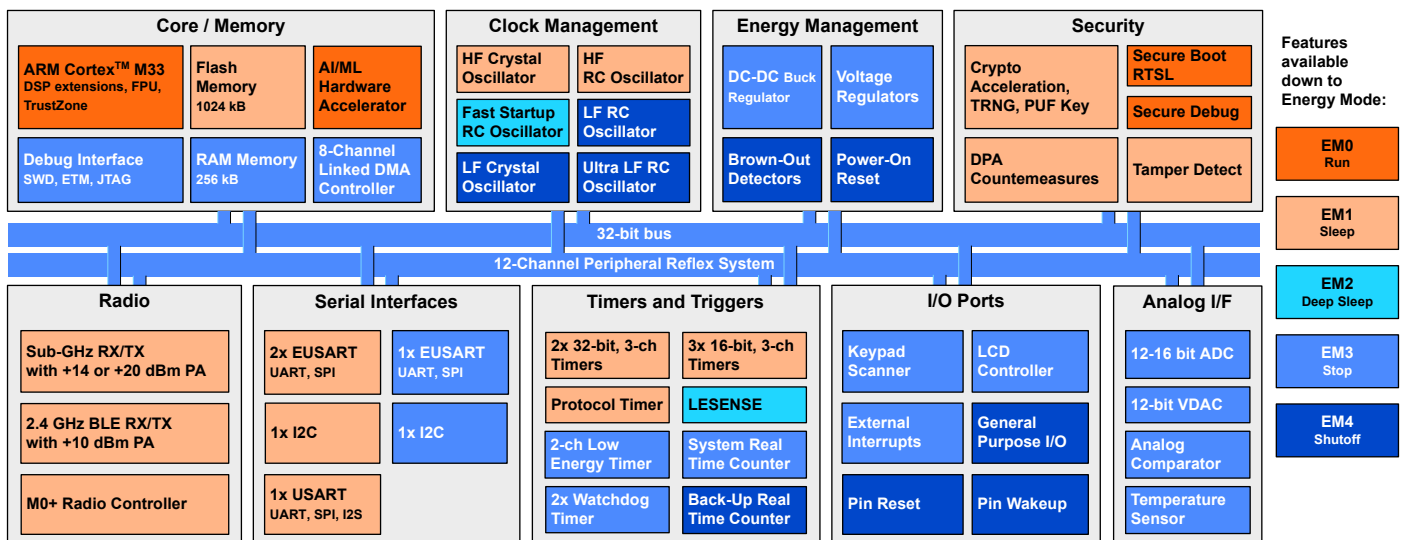 Core / Memory
ARM Cortex™ M33
DSP extensions, FPU,
TrustZone
Flash
Memory
1024 kB
AI/ML
Hardware
Accelerator
Debug Interface
SWD, ETM, JTAG
RAM Memory
256 kB
8-Channel
Linked DMA
Controller
Clock Management
HF Crystal
Oscillator
HF
RC Oscillator
Fast Startup
RC Oscillator
LF RC
Oscillator
LF Crystal
Oscillator
Ultra LF RC
Oscillator
Energy Management
DC-DC Buck
Regulator
Voltage
Regulators
Brown-Out
Detectors
Power-On
Reset
Security
Crypto
Acceleration,
TRNG, PUF Key
Secure Boot
RTSL
Secure Debug
DPA
Countemeasures
Tamper Detect
32-bit bus
12-Channel Peripheral Reflex System
Radio
Sub-GHz RX/TX
with +14 or +20 dBm PA
2.4 GHz BLE RX/TX
with +10 dBm PA
M0+ Radio Controller
Serial Interfaces
2x EUSART
UART, SPI
1x EUSART
UART, SPI
1x I2C
1x I2C
1x USART
UART, SPI, I2S
Timers and Triggers
2x 32-bit, 3-ch
Timers
3x 16-bit, 3-ch
Timers
Protocol Timer
LESENSE
2-ch Low
Energy Timer
System Real
Time Counter
2x Watchdog
Timer
Back-Up Real
Time Counter
I/O Ports
Keypad
Scanner
LCD
Controller
External
Interrupts
General
Purpose I/O
Pin Reset
Pin Wakeup
Analog I/F
12-16 bit ADC
12-bit VDAC
Analog
Comparator
Temperature
Sensor
Features
available
down to
Energy Mode:
EM0
Run
EM1
Sleep
EM2
Deep Sleep
EM3
Stop
EM4
Shutoff